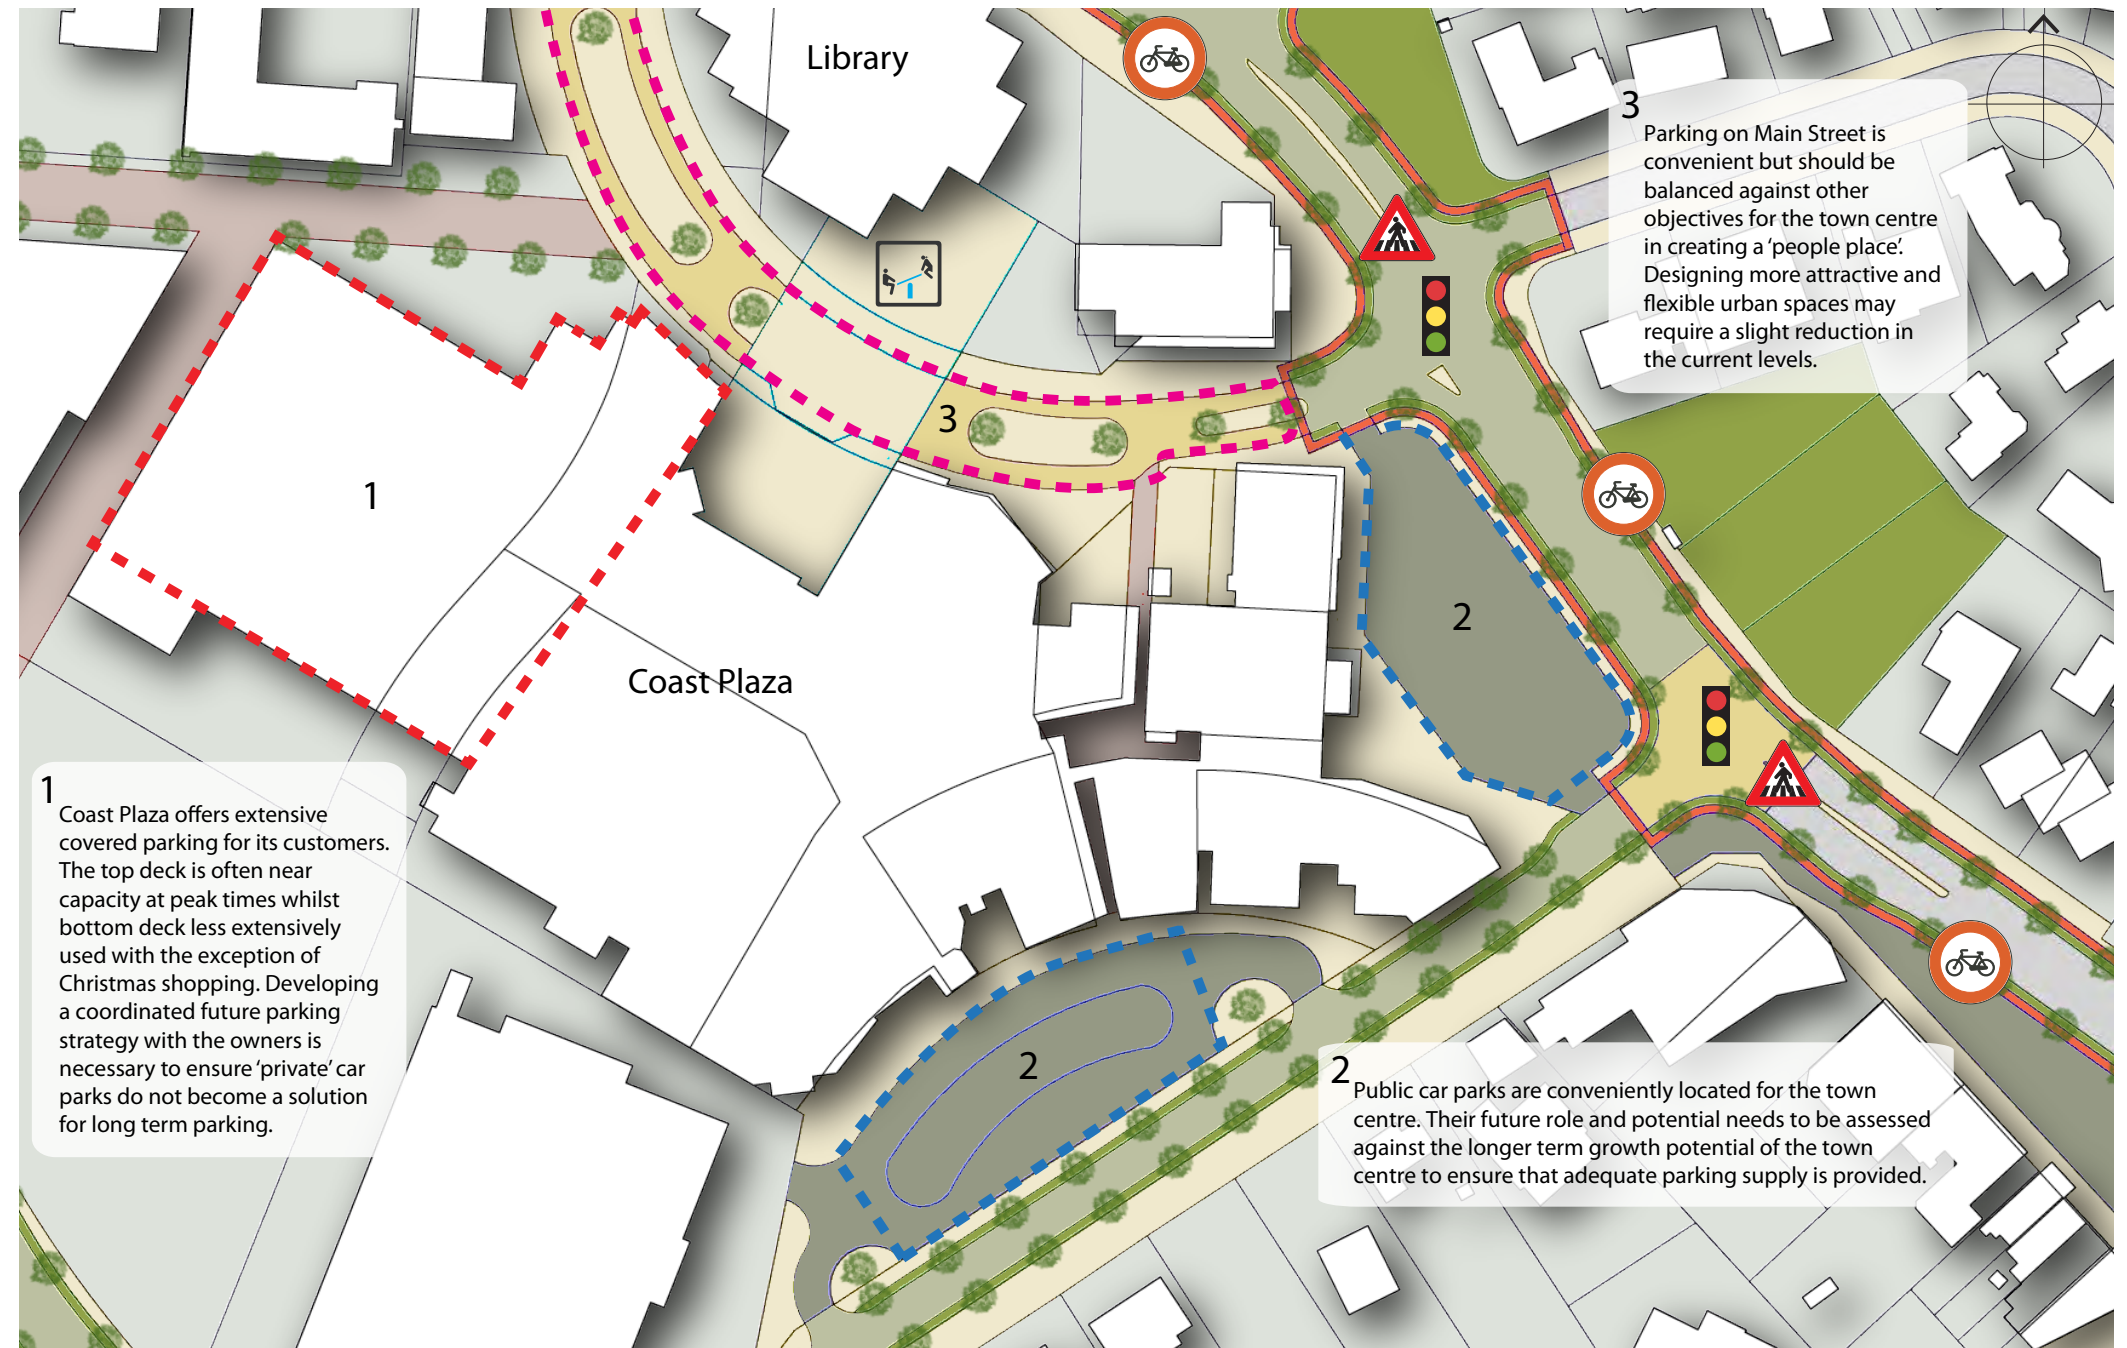 Library
3
Parking on Main Street is
convenient but should be
balanced against other
objectives for the town centre
in creating a ‘people place’.
Designing more attractive and
flexible urban spaces may
require a slight reduction in
the current levels.
3
1
2
Coast Plaza
1
Coast Plaza offers extensive
covered parking for its customers.
The top deck is often near
capacity at peak times whilst
bottom deck less extensively
used with the exception of
Christmas shopping. Developing
a coordinated future parking
strategy with the owners is
necessary to ensure ‘private’ car
parks do not become a solution
for long term parking.
2
2
Public car parks are conveniently located for the town
centre. Their future role and potential needs to be assessed
against the longer term growth potential of the town
centre to ensure that adequate parking supply is provided.